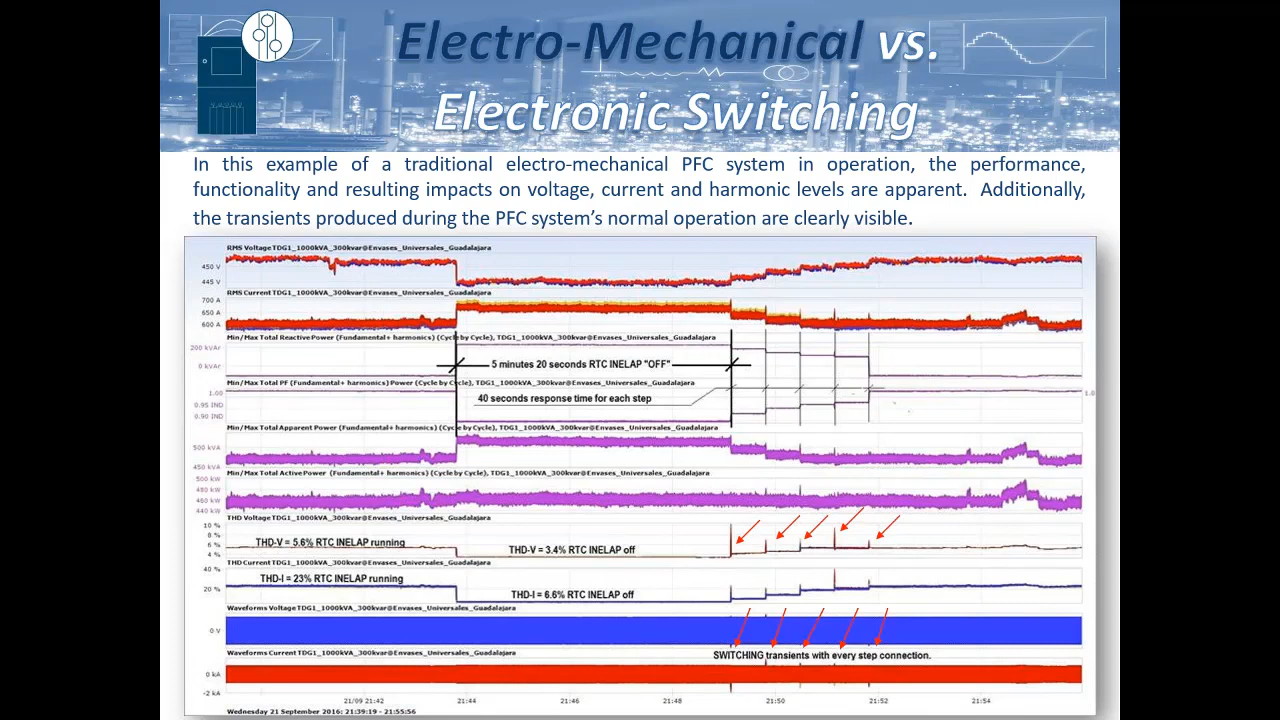 Electro-Mechanical vs.
Electronic Switching
In this example of a traditional electro-mechanical PFC system in operation, the performance,
functionality and resulting impacts on voltage, current and harmonic levels are apparent. Additionally,
the transients produced during the PFC system's normal operation are clearly visible.
RMS Voltage TDG1_1000kVA_300kvar@Envases_Universales_Guadalajara
450 V
445 V
RMS Current TDG1_1000kVA_300kvar@Envases_Universales_Guadalajara
700 A
650 A
600 A
Min/Max Total Reactive Power (Fundamental+ harmonics) (Cycle by Cycle), TDG1_1000kVA_300kvar@Envases_Universales_Guadalajara
200 kVAr
5 minutes 20 seconds RTC INELAP "OFF"
0 kVAr
Min/Max Total PF (Fundamental+ harmonics) Power (Cycle by Cycle), TDG1_1000kVA_300kvar@Envases_Universales_Guadalajara
1.00
1.0
40 seconds response time for each step
0.95 IND
0.90 IND
Min/Max Total Apparent Power (Fundamental+ harmonics) (Cycle by Cycle), TDG1_1000kVA_300kvar@Envases_Universales_Guadalajara
500 kVA
450 kVA
Min/Max Total Active Power (Fundamental+ harmonics) (Cycle by Cycle), TDG1_1000kVA_300kvar@Envases_Universales_Guadalajara
500 kW
480 kW
460 kW
440 kW
THD Voltage TDG1_1000kVA_300kvar@Envases_Universales_Guadalajara
10 %
8 %
THD-V = 5.6% RTC INELAP running
6 %
THD-V = 3.4% RTC INELAP off
4 %
THD Current TDG1_1000kVA_300kvar@Envases_Universales_Guadalajara
40 %
THD-I = 23% RTC INELAP running
20 %
THD-I = 6.6% RTC INELAP off
Waveforms Voltage TDG1_1000kVA_300kvar@Envases_Universales_Guadalajara
0 V
Waveforms Current TDG1_1000kVA_300kvar@Envases_Universales_Guadalajara
SWITCHING transients with every step connection.
0 kA
-2 kA
21/09 21:42
21:44
21:46
21:48
21:50
21:52
21:54
Wednesday 21 September 2016: 21:39:19 - 21:55:56